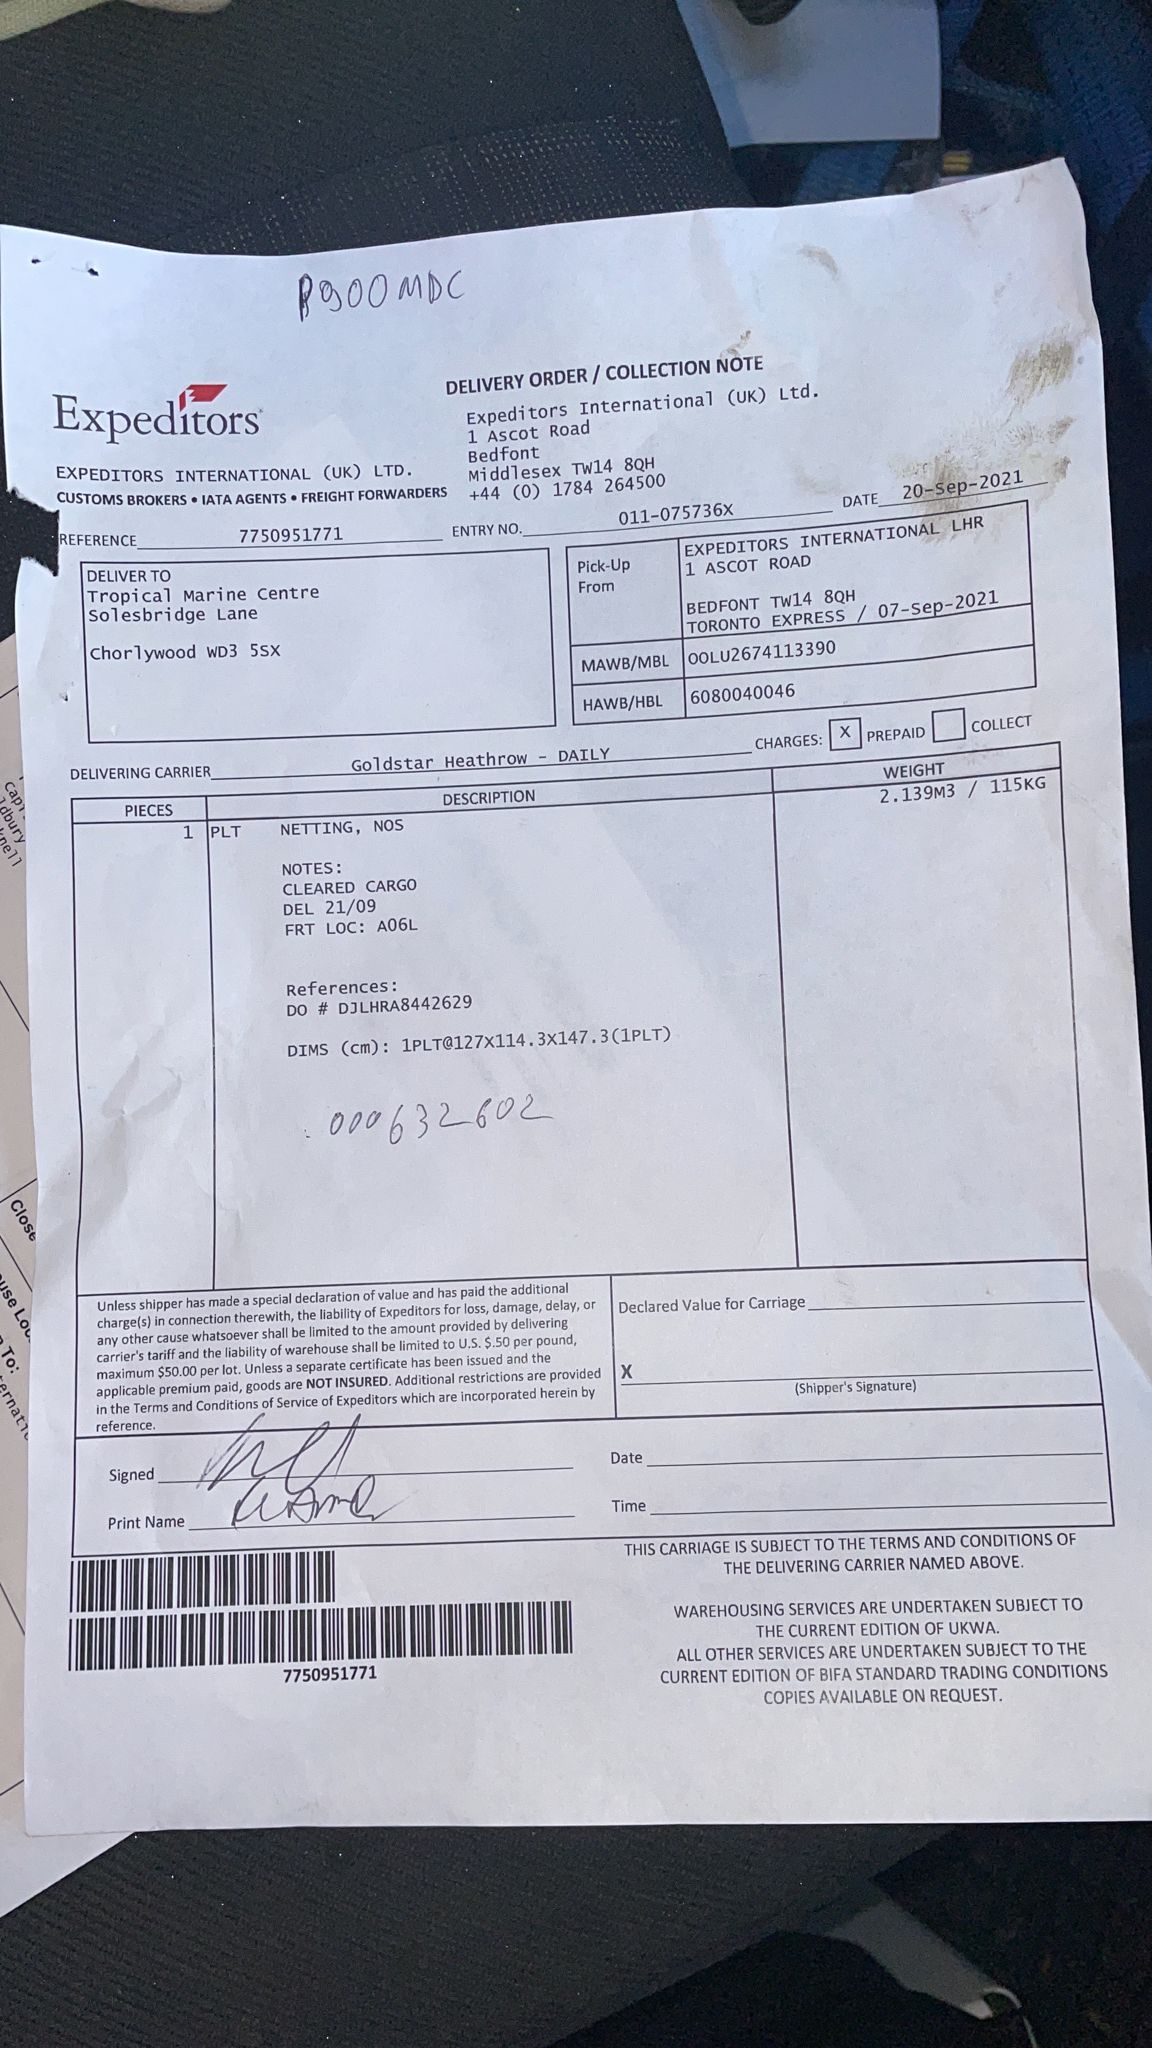 P900MDC
Expeditors
DELIVERY ORDER / COLLECTION NOTE
Expeditors International (UK) Ltd.
1 Ascot Road
Bedfont
Middlesex TW14 8QH
+44 (0) 1784 264500
EXPEDITORS INTERNATIONAL (UK) LTD.
CUSTOMS BROKERS • IATA AGENTS • FREIGHT FORWARDERS
REFERENCE 7750951771 ENTRY NO. 011-075736X DATE 20-Sep-2021
DELIVER TO
Tropical Marine Centre
Solesbridge Lane
Chorlywood WD3 5SX
Pick-Up From
EXPEDITORS INTERNATIONAL LHR
1 ASCOT ROAD
BEDFONT TW14 8QH
TORONTO EXPRESS / 07-Sep-2021
MAWB/MBL OOLU2674113390
HAWB/HBL 6080040046
DELIVERING CARRIER Goldstar Heathrow - DAILY CHARGES: X PREPAID COLLECT
PIECES DESCRIPTION WEIGHT
1 PLT NETTING, NOS 2.139M3 / 115KG
NOTES:
CLEARED CARGO
DEL 21/09
FRT LOC: A06L
References:
DO # DJLHRA8442629
DIMS (cm): 1PLT@127X114.3X147.3(1PLT)
000632602
Unless shipper has made a special declaration of value and has paid the additional
charge(s) in connection therewith, the liability of Expeditors for loss, damage, delay, or
any other cause whatsoever shall be limited to the amount provided by delivering
carrier's tariff and the liability of warehouse shall be limited to U.S. $.50 per pound,
maximum $50.00 per lot. Unless a separate certificate has been issued and the
applicable premium paid, goods are NOT INSURED. Additional restrictions are provided
in the Terms and Conditions of Service of Expeditors which are incorporated herein by
reference.
Declared Value for Carriage
X
(Shipper's Signature)
Signed
Print Name
Date
Time
7750951771
THIS CARRIAGE IS SUBJECT TO THE TERMS AND CONDITIONS OF
THE DELIVERING CARRIER NAMED ABOVE.
WAREHOUSING SERVICES ARE UNDERTAKEN SUBJECT TO
THE CURRENT EDITION OF UKWA.
ALL OTHER SERVICES ARE UNDERTAKEN SUBJECT TO THE
CURRENT EDITION OF BIFA STANDARD TRADING CONDITIONS
COPIES AVAILABLE ON REQUEST.
Close
To: